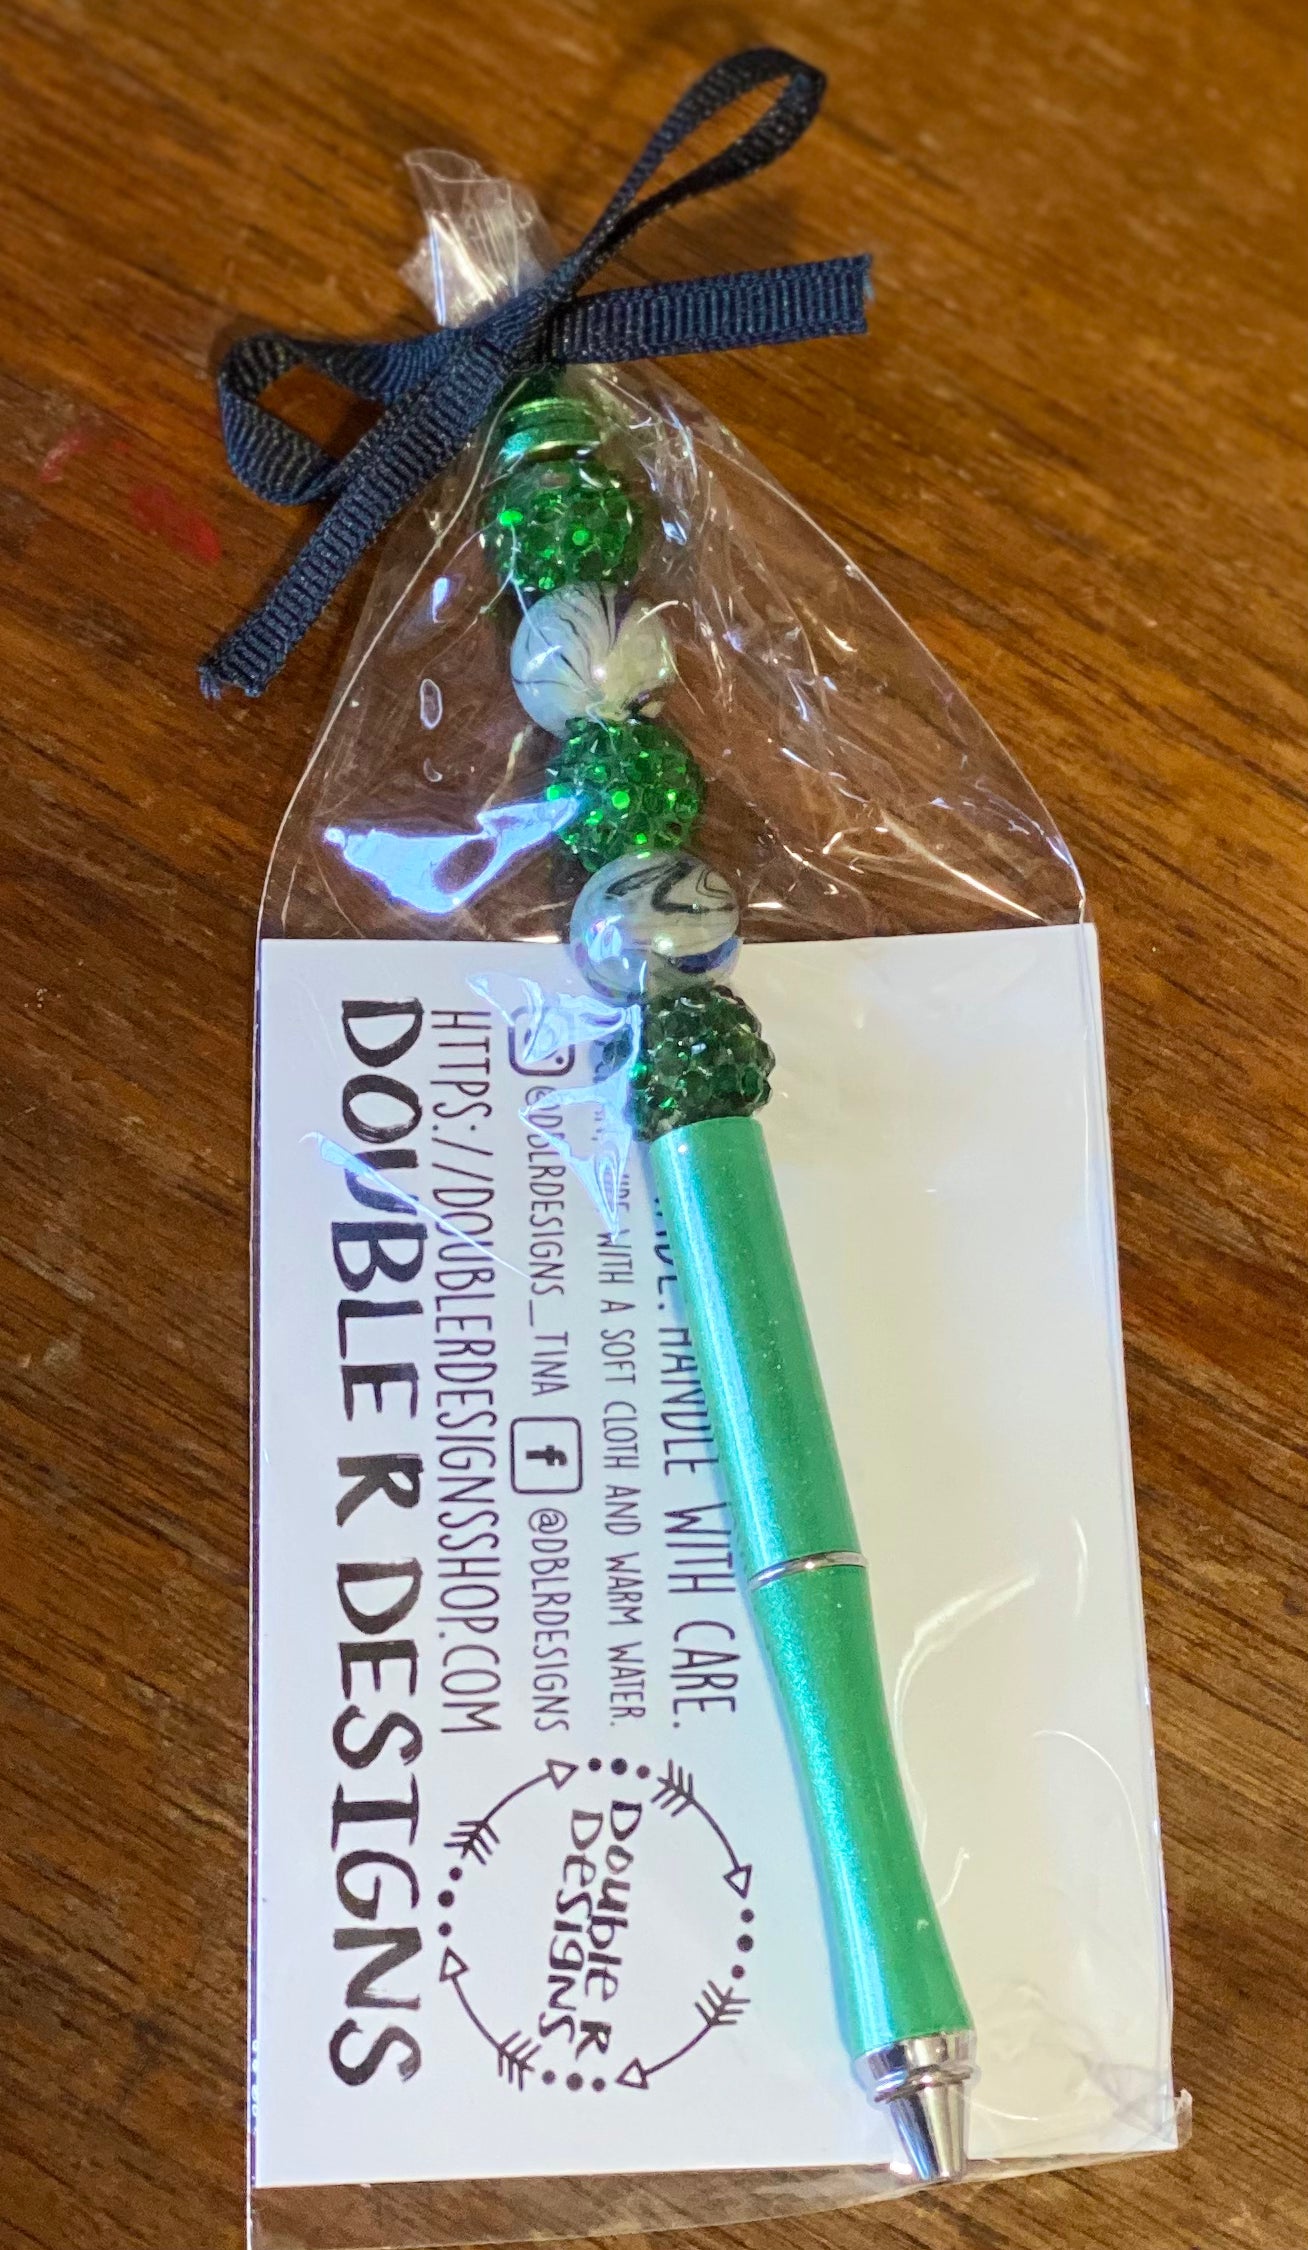 HANDLE WITH CARE.
WITH A SOFT CLOTH AND WARM WATER.
@DBLRDESIGNS_TINA f @DBLRDESIGNS
HTTPS://DOUBLERDESIGNSSHOP.COM
DOUBLE R DESIGNS
Double R
Designs